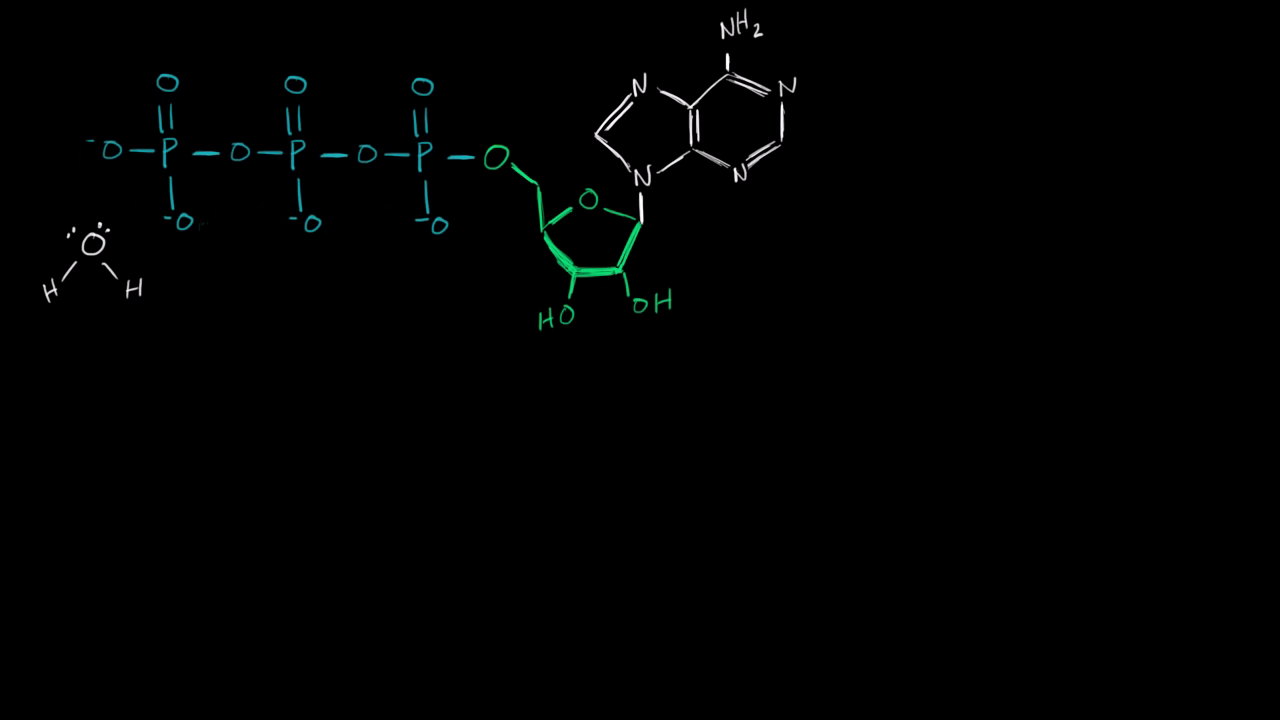 NH2
O O O N N
-O P O P O P O
-O -O -O O N N
O
H H
HO OH